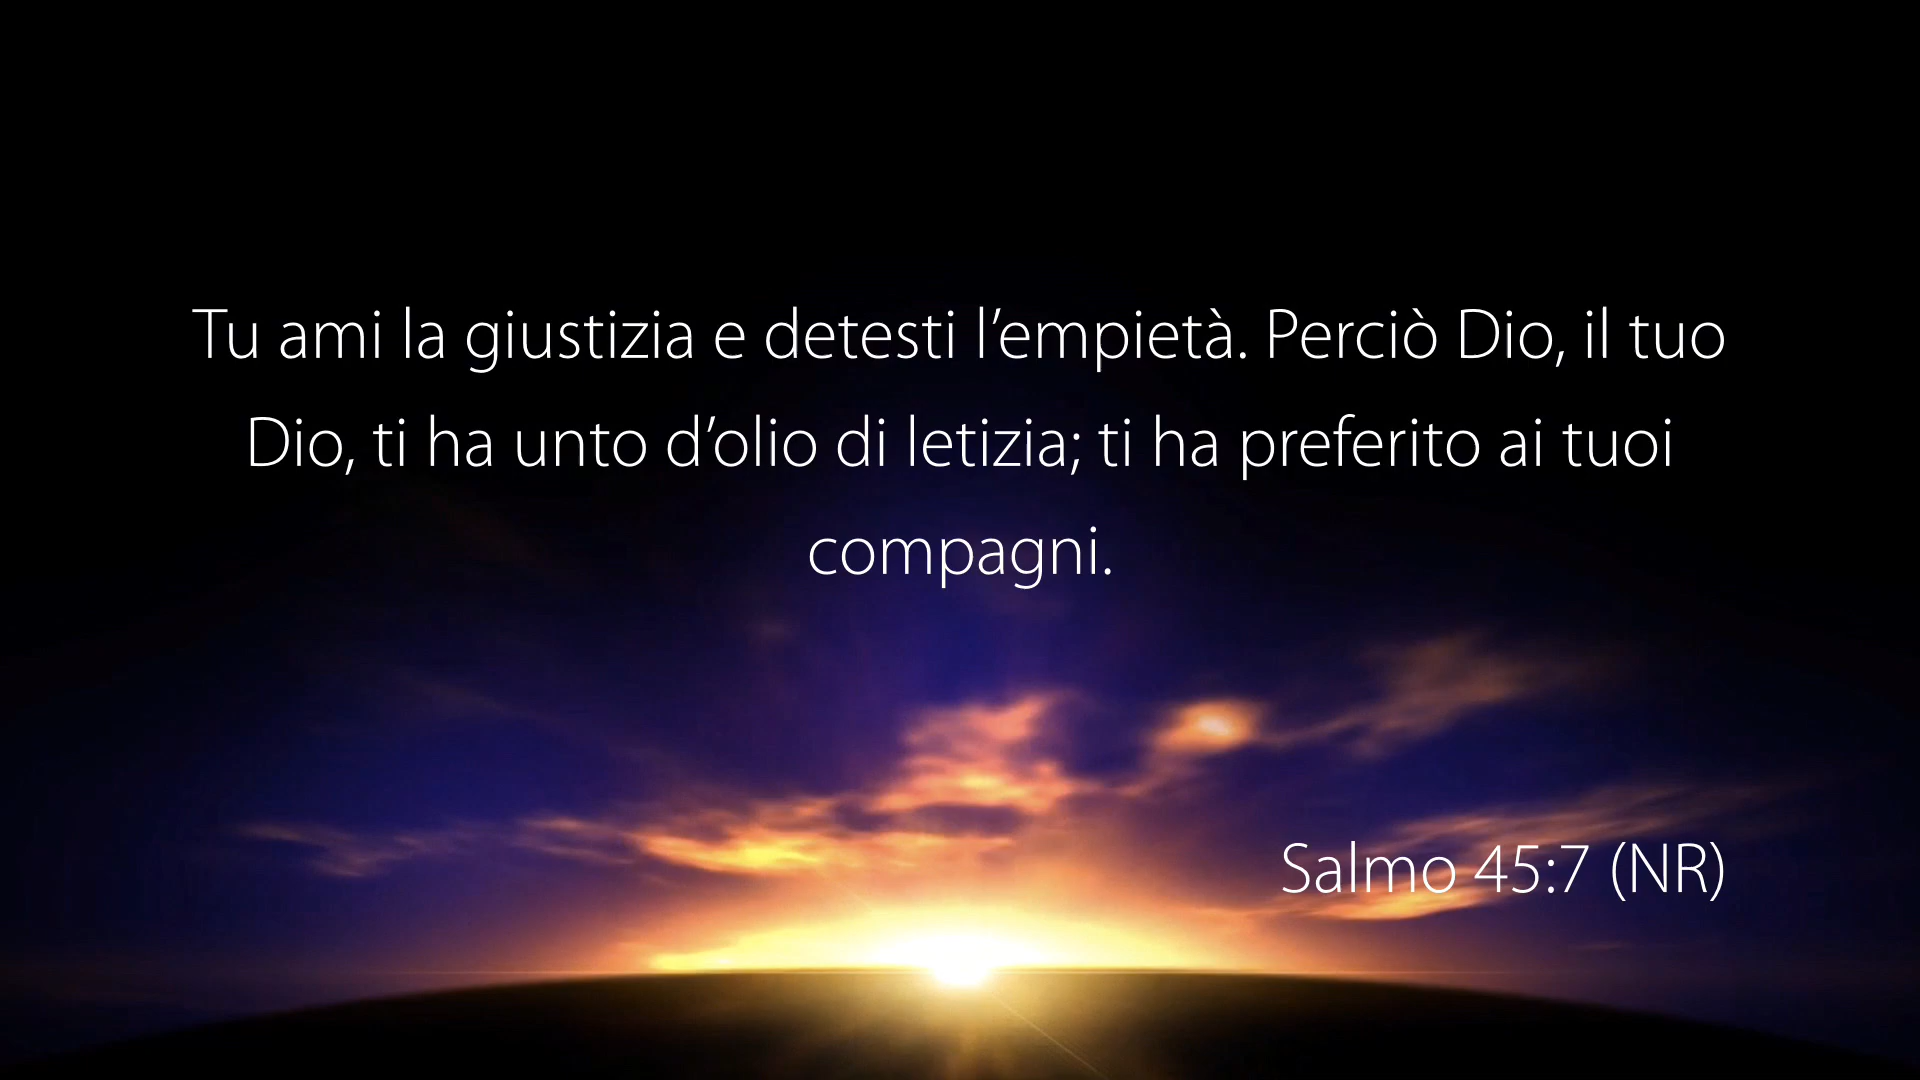 Tu ami la giustizia e detesti l’empietà. Perciò Dio, il tuo
Dio, ti ha unto d’olio di letizia; ti ha preferito ai tuoi
compagni.
Salmo 45:7 (NR)